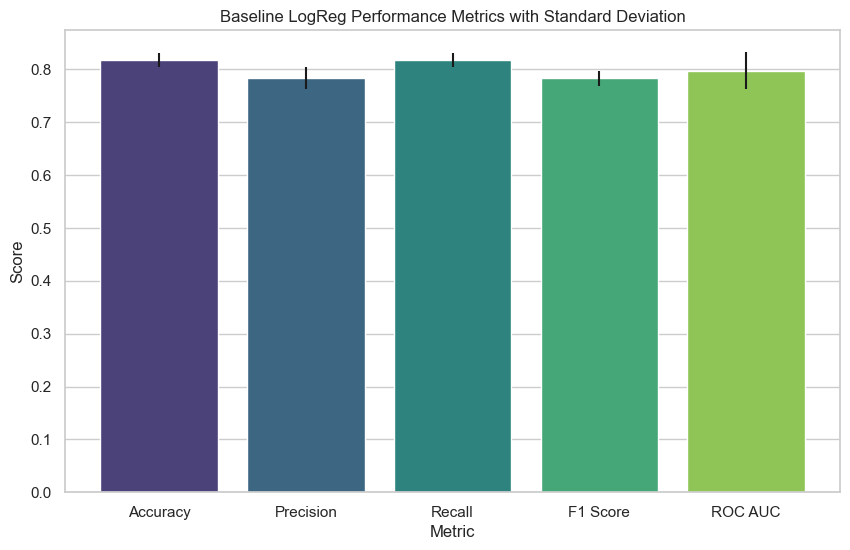 Baseline LogReg Performance Metrics with Standard Deviation
Score
0.8
0.7
0.6
0.5
0.4
0.3
0.2
0.1
0.0
Accuracy Precision Recall F1 Score ROC AUC
Metric